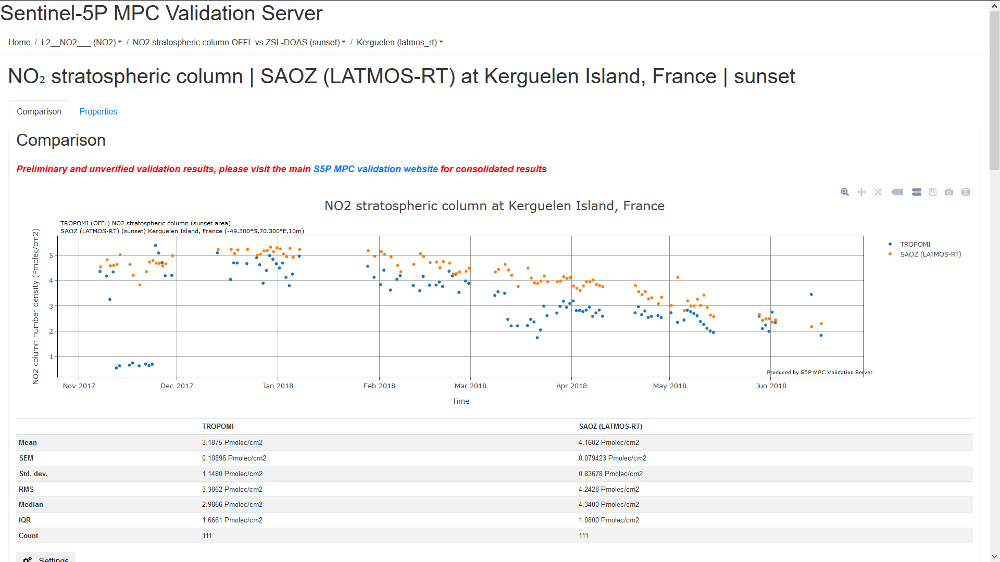 Sentinel-5P MPC Validation Server
Home / L2__NO2___ (NO2) / NO2 stratospheric column OFFL vs ZSL-DOAS (sunset) / Kerguelen (latmos_rt)
NO₂ stratospheric column | SAOZ (LATMOS-RT) at Kerguelen Island, France | sunset
Comparison Properties
Comparison
Preliminary and unverified validation results, please visit the main S5P MPC validation website for consolidated results
NO2 stratospheric column at Kerguelen Island, France
TROPOMI (OFFL) NO2 stratospheric column (sunset area)
SAOZ (LATMOS-RT) (sunset) Kerguelen Island, France (-49.300°S,70.300°E,10m)
NO2 column number density (Pmolec/cm2)
5
4
3
2
1
TROPOMI
SAOZ (LATMOS-RT)
Produced by S5P MPC Validation Server
Nov 2017 Dec 2017 Jan 2018 Feb 2018 Mar 2018 Apr 2018 May 2018 Jun 2018
Time
TROPOMI SAOZ (LATMOS-RT)
Mean 3.1875 Pmolec/cm2 4.1602 Pmolec/cm2
SEM 0.10896 Pmolec/cm2 0.079423 Pmolec/cm2
Std. dev. 1.1480 Pmolec/cm2 0.83678 Pmolec/cm2
RMS 3.3862 Pmolec/cm2 4.2428 Pmolec/cm2
Median 2.9866 Pmolec/cm2 4.3400 Pmolec/cm2
IQR 1.6661 Pmolec/cm2 1.0800 Pmolec/cm2
Count 111 111
Settings